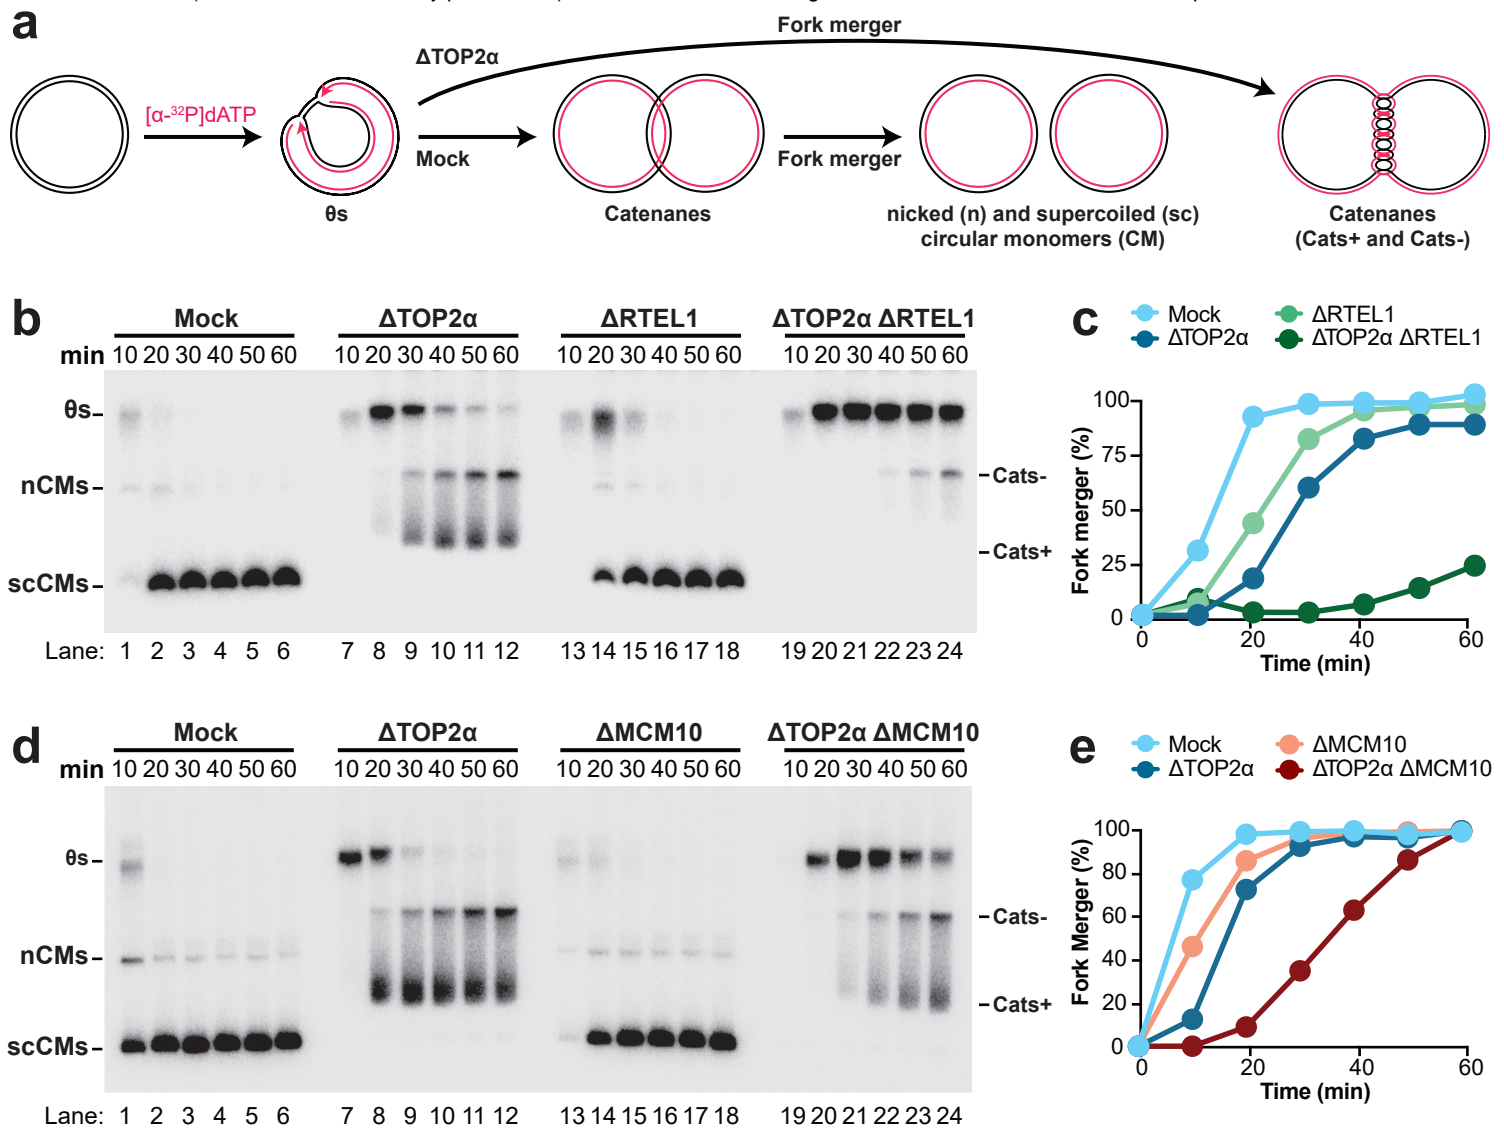 a
Fork merger
ΔTOP2α
[α-³²P]dATP
Mock
Fork merger
θs
Catenanes
nicked (n) and supercoiled (sc)
circular monomers (CM)
Catenanes
(Cats+ and Cats-)
b
Mock ΔTOP2α ΔRTEL1 ΔTOP2α ΔRTEL1
min 10 20 30 40 50 60 10 20 30 40 50 60 10 20 30 40 50 60 10 20 30 40 50 60
θs
nCMs
scCMs
Cats-
Cats+
Lane: 1 2 3 4 5 6 7 8 9 10 11 12 13 14 15 16 17 18 19 20 21 22 23 24
c
Mock ΔRTEL1
ΔTOP2α ΔTOP2α ΔRTEL1
Fork merger (%)
100
75
50
25
0
0 20 40 60
Time (min)
d
Mock ΔTOP2α ΔMCM10 ΔTOP2α ΔMCM10
min 10 20 30 40 50 60 10 20 30 40 50 60 10 20 30 40 50 60 10 20 30 40 50 60
θs
nCMs
scCMs
Cats-
Cats+
Lane: 1 2 3 4 5 6 7 8 9 10 11 12 13 14 15 16 17 18 19 20 21 22 23 24
e
Mock ΔMCM10
ΔTOP2α ΔTOP2α ΔMCM10
Fork Merger (%)
100
80
60
40
20
0
0 20 40 60
Time (min)